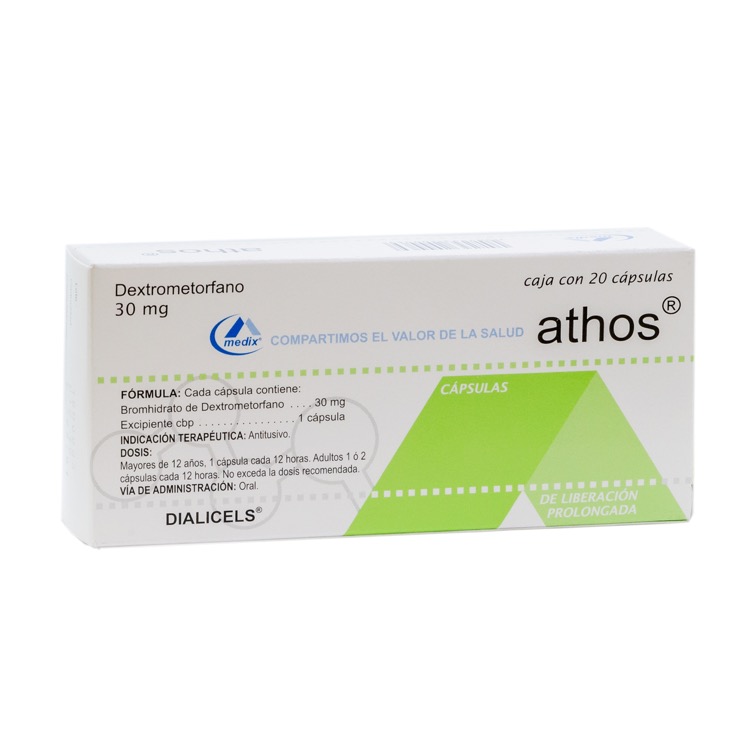 athos®
Dextrometorfano
30 mg
caja con 20 cápsulas
medix®
COMPARTIMOS EL VALOR DE LA SALUD
athos®
FÓRMULA: Cada cápsula contiene:
Bromhidrato de Dextrometorfano .... 30 mg
Excipiente cbp ................ 1 cápsula
INDICACIÓN TERAPÉUTICA: Antitusivo.
DOSIS:
Mayores de 12 años, 1 cápsula cada 12 horas. Adultos 1 ó 2
cápsulas cada 12 horas. No exceda la dosis recomendada.
VÍA DE ADMINISTRACIÓN: Oral.
DIALICELS®
CÁPSULAS
DE LIBERACIÓN
PROLONGADA